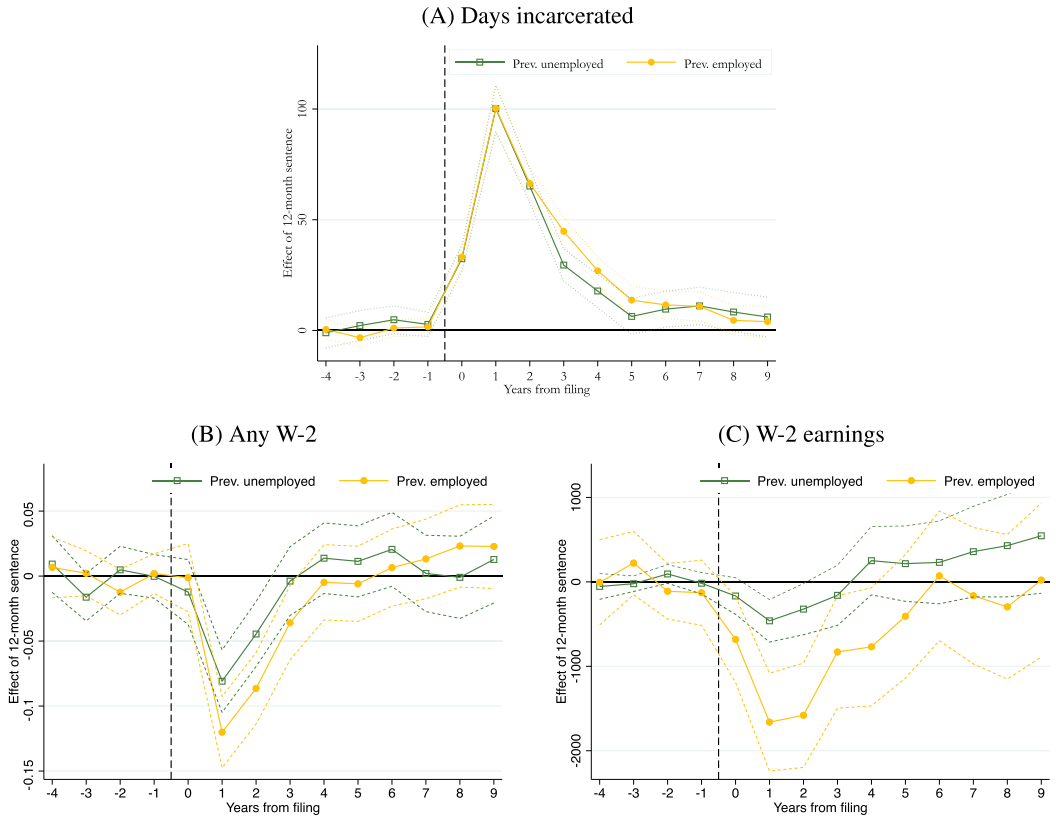 (A) Days incarcerated
Prev. unemployed
Prev. employed
Effect of 12-month sentence
100
50
0
-4 -3 -2 -1 0 1 2 3 4 5 6 7 8 9
Years from filing
(B) Any W-2
Prev. unemployed
Prev. employed
Effect of 12-month sentence
0.05
0
-0.05
-0.1
-0.15
-4 -3 -2 -1 0 1 2 3 4 5 6 7 8 9
Years from filing
(C) W-2 earnings
Prev. unemployed
Prev. employed
Effect of 12-month sentence
1000
0
-1000
-2000
-4 -3 -2 -1 0 1 2 3 4 5 6 7 8 9
Years from filing